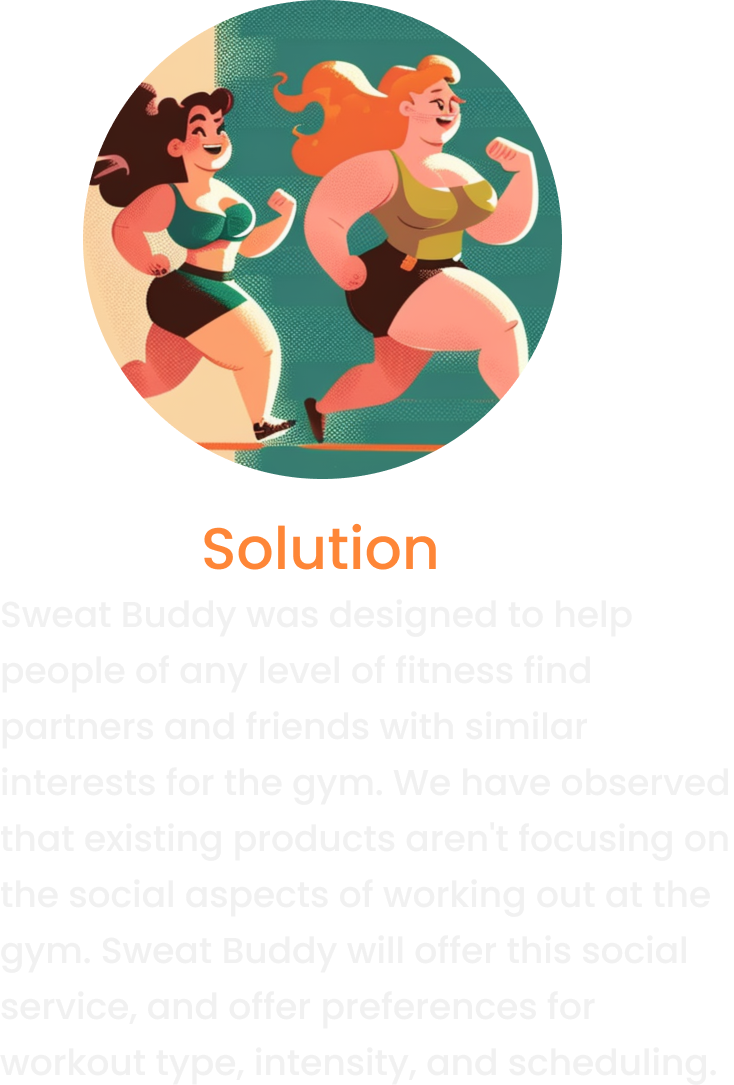 Solution
Sweat Buddy was designed to help
people of any level of fitness find
partners and friends with similar
interests for the gym. We have observed
that existing products aren't focusing on
the social aspects of working out at the
gym. Sweat Buddy will offer this social
service, and offer preferences for
workout type, intensity, and scheduling.